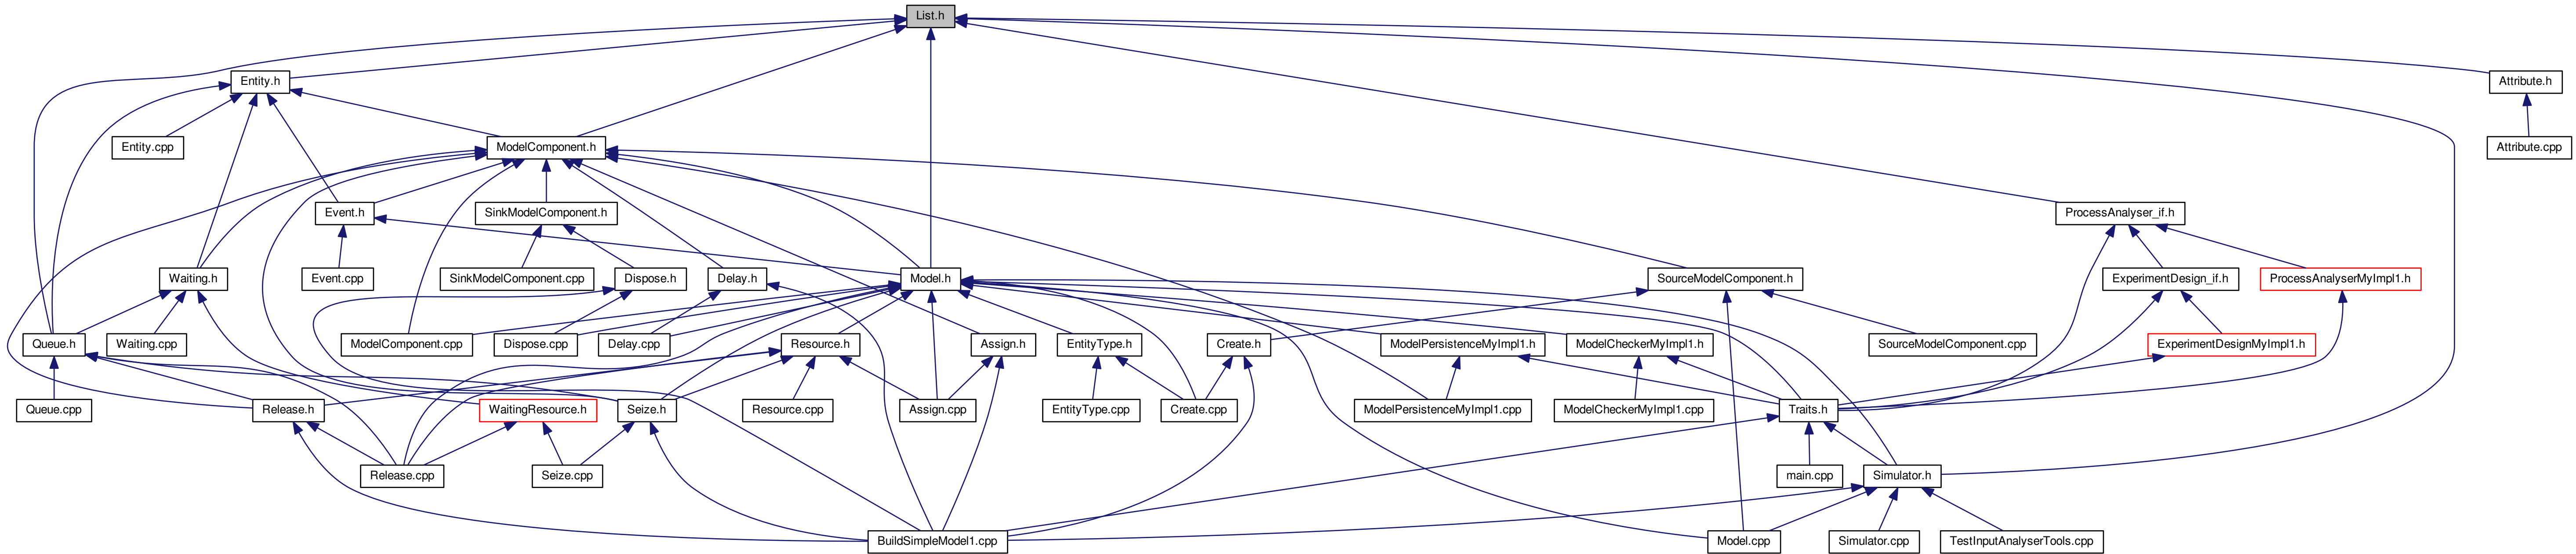 List.h
Entity.h
Attribute.h
Entity.cpp
ModelComponent.h
Attribute.cpp
Event.h
SinkModelComponent.h
ProcessAnalyser_if.h
Waiting.h
Event.cpp
SinkModelComponent.cpp
Dispose.h
Delay.h
Model.h
SourceModelComponent.h
ExperimentDesign_if.h
ProcessAnalyserMyImpl1.h
Queue.h
Waiting.cpp
ModelComponent.cpp
Dispose.cpp
Delay.cpp
Resource.h
Assign.h
EntityType.h
Create.h
ModelPersistenceMyImpl1.h
ModelCheckerMyImpl1.h
SourceModelComponent.cpp
ExperimentDesignMyImpl1.h
Queue.cpp
Release.h
WaitingResource.h
Seize.h
Resource.cpp
Assign.cpp
EntityType.cpp
Create.cpp
ModelPersistenceMyImpl1.cpp
ModelCheckerMyImpl1.cpp
Traits.h
Release.cpp
Seize.cpp
main.cpp
Simulator.h
BuildSimpleModel1.cpp
Model.cpp
Simulator.cpp
TestInputAnalyserTools.cpp